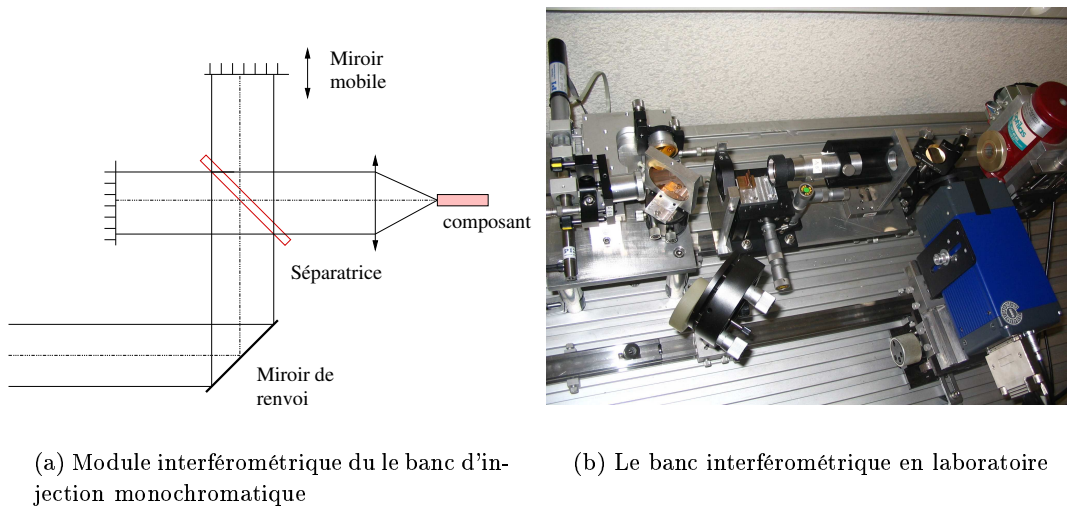 Miroir
mobile
composant
Séparatrice
Miroir de
renvoi
(a) Module interférométrique du le banc d'in-
jection monochromatique
(b) Le banc interférométrique en laboratoire